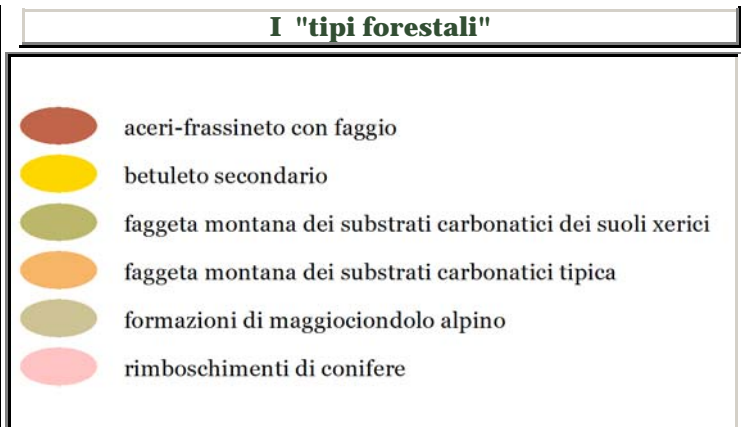 I "tipi forestali"
aceri-frassineto con faggio
betuleto secondario
faggeta montana dei substrati carbonatici dei suoli xerici
faggeta montana dei substrati carbonatici tipica
formazioni di maggiociondolo alpino
rimboschimenti di conifere